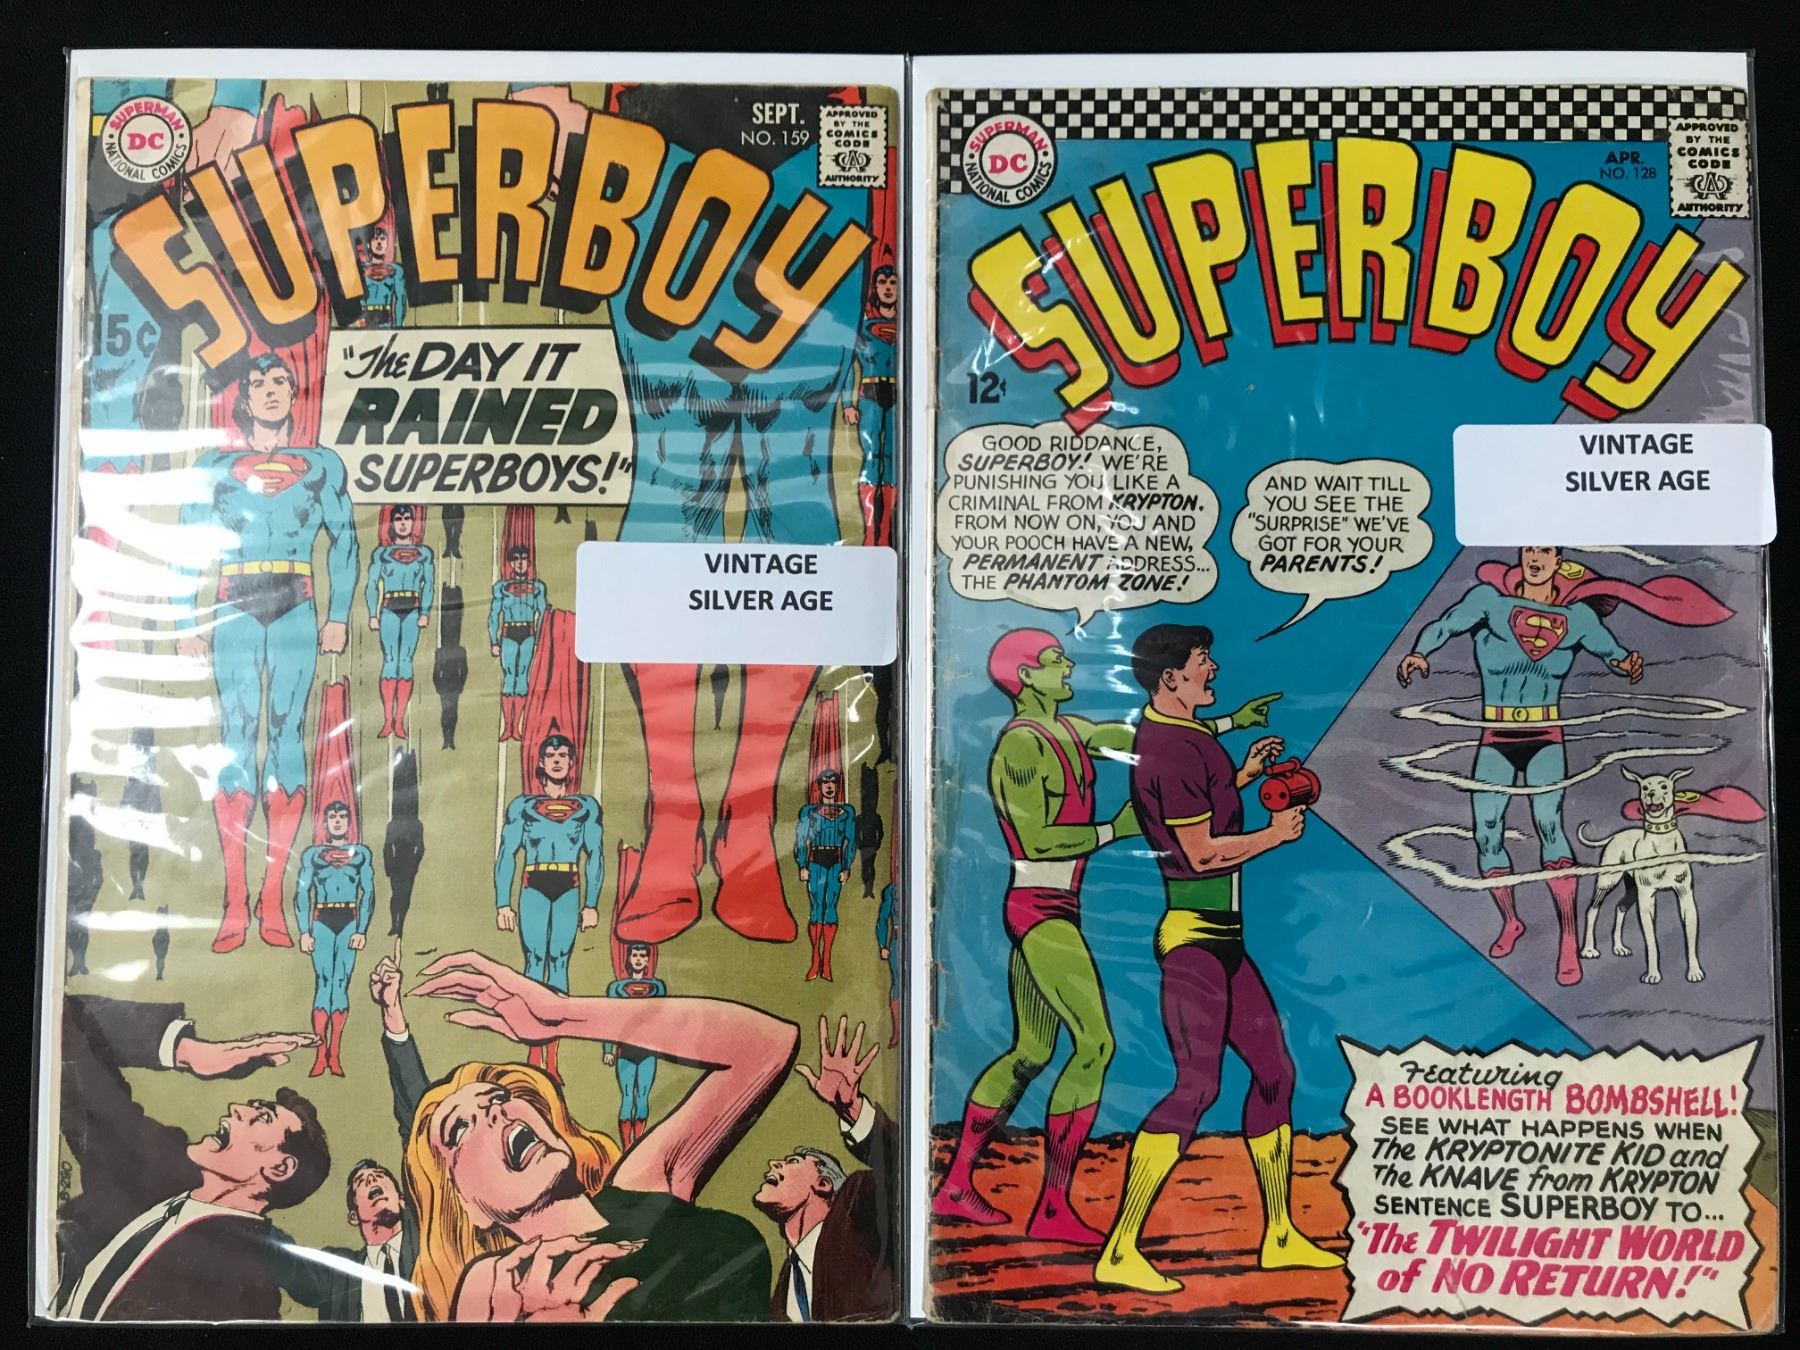 SUPERMAN
DC
NATIONAL COMICS
SUPERBOY
SEPT.
NO. 159
APPROVED
BY THE
COMICS
CODE
CA
AUTHORITY
15¢
"The DAY IT
RAINED
SUPERBOYS!"
VINTAGE
SILVER AGE
SUPERMAN
DC
NATIONAL COMICS
SUPERBOY
APR.
NO. 128
APPROVED
BY THE
COMICS
CODE
CA
AUTHORITY
12¢
GOOD RIDDANCE,
SUPERBOY! WE'RE
PUNISHING YOU LIKE A
CRIMINAL FROM KRYPTON.
FROM NOW ON, YOU AND
YOUR POOCH HAVE A NEW,
PERMANENT ADDRESS...
THE PHANTOM ZONE!
AND WAIT TILL
YOU SEE THE
"SURPRISE" WE'VE
GOT FOR YOUR
PARENTS!
VINTAGE
SILVER AGE
Featuring
A BOOKLENGTH BOMBSHELL!
SEE WHAT HAPPENS WHEN
The KRYPTONITE KID and
The KNAVE from KRYPTON
SENTENCE SUPERBOY TO...
"The TWILIGHT WORLD
of NO RETURN!"